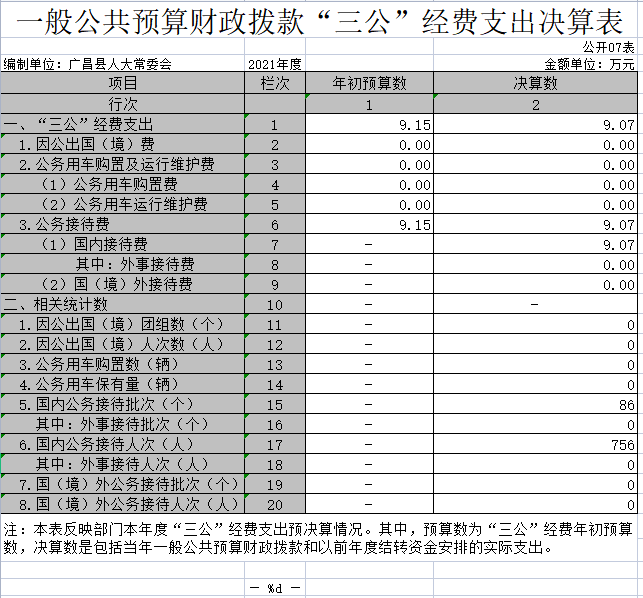 一般公共预算财政拨款“三公”经费支出决算表
公开07表
编制单位：广昌县人大常委会 2021年度 金额单位：万元
项目 栏次 年初预算数 决算数
行次 1 2
一、“三公”经费支出 1 9.15 9.07
1.因公出国（境）费 2 0.00 0.00
2.公务用车购置及运行维护费 3 0.00 0.00
（1）公务用车购置费 4 0.00 0.00
（2）公务用车运行维护费 5 0.00 0.00
3.公务接待费 6 9.15 9.07
（1）国内接待费 7 － 9.07
其中：外事接待费 8 － 0.00
（2）国（境）外接待费 9 － 0.00
二、相关统计数 10 － －
1.因公出国（境）团组数（个） 11 － 0
2.因公出国（境）人次数（人） 12 － 0
3.公务用车购置数（辆） 13 － 0
4.公务用车保有量（辆） 14 － 0
5.国内公务接待批次（个） 15 － 86
其中：外事接待批次（个） 16 － 0
6.国内公务接待人次（人） 17 － 756
其中：外事接待人次（人） 18 － 0
7.国（境）外公务接待批次（个） 19 － 0
8.国（境）外公务接待人次（人） 20 － 0
注：本表反映部门本年度“三公”经费支出预决算情况。其中，预算数为“三公”经费年初预算
数，决算数是包括当年一般公共预算财政拨款和以前年度结转资金安排的实际支出。
－ %d －